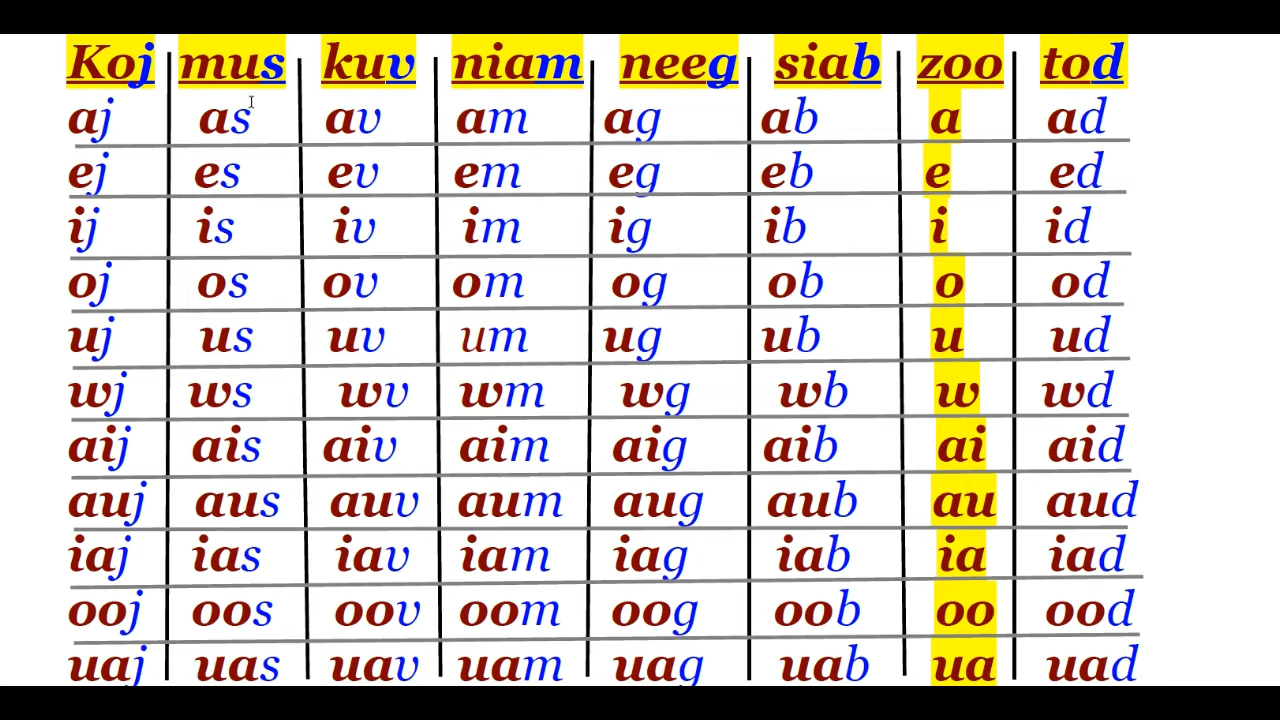 Koj mus kuv niam neeg siab zoo tod
aj as av am ag ab a ad
ej es ev em eg eb e ed
ij is iv im ig ib i id
oj os ov om og ob o od
uj us uv um ug ub u ud
wj ws wv wm wg wb w wd
aij ais aiv aim aig aib ai aid
auj aus auv aum aug aub au aud
iaj ias iav iam iag iab ia iad
ooj oos oov oom oog oob oo ood
uaj uas uav uam uag uab ua uad